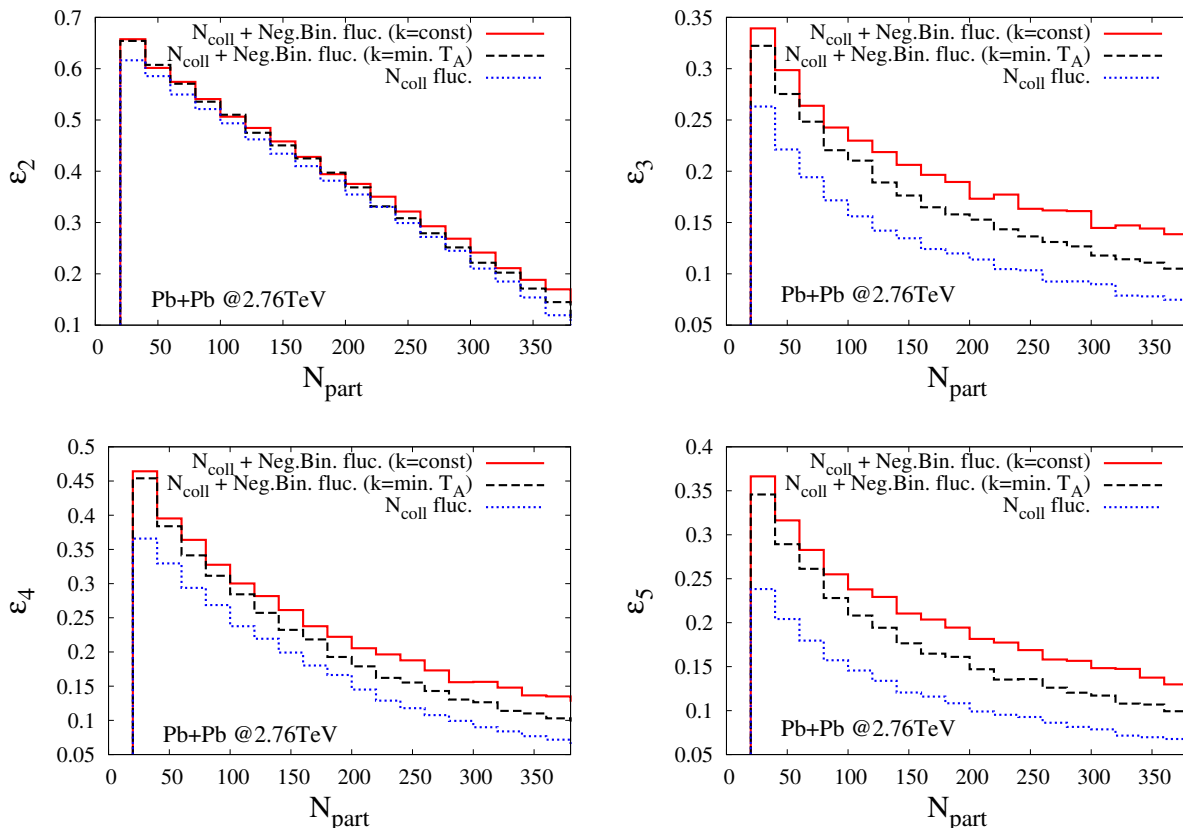 N_coll + Neg.Bin. fluc. (k=const)
N_coll + Neg.Bin. fluc. (k=min. T_A)
N_coll fluc.
0.7
0.6
0.5
0.4
0.3
0.2
0.1
ε_2
Pb+Pb @2.76TeV
0 50 100 150 200 250 300 350
N_part
N_coll + Neg.Bin. fluc. (k=const)
N_coll + Neg.Bin. fluc. (k=min. T_A)
N_coll fluc.
0.35
0.3
0.25
0.2
0.15
0.1
0.05
ε_3
Pb+Pb @2.76TeV
0 50 100 150 200 250 300 350
N_part
N_coll + Neg.Bin. fluc. (k=const)
N_coll + Neg.Bin. fluc. (k=min. T_A)
N_coll fluc.
0.5
0.45
0.4
0.35
0.3
0.25
0.2
0.15
0.1
0.05
ε_4
Pb+Pb @2.76TeV
0 50 100 150 200 250 300 350
N_part
N_coll + Neg.Bin. fluc. (k=const)
N_coll + Neg.Bin. fluc. (k=min. T_A)
N_coll fluc.
0.4
0.35
0.3
0.25
0.2
0.15
0.1
0.05
ε_5
Pb+Pb @2.76TeV
0 50 100 150 200 250 300 350
N_part